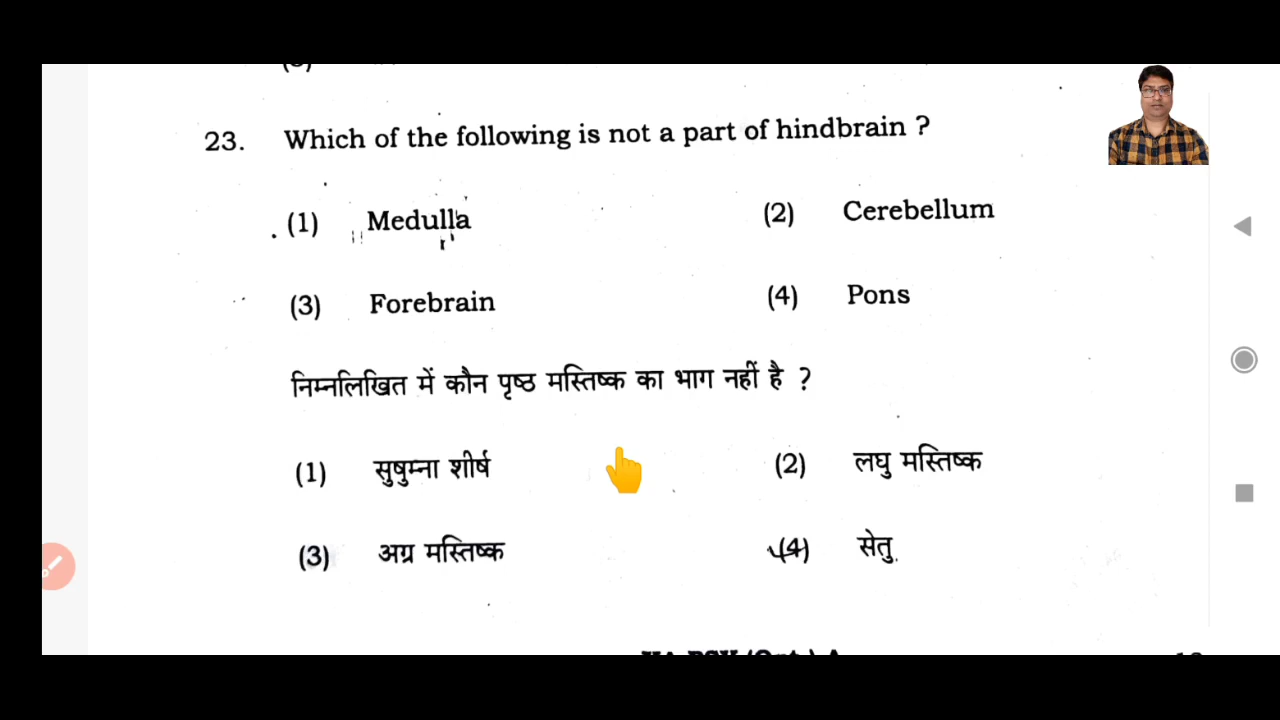 23. Which of the following is not a part of hindbrain ?
(1) Medulla (2) Cerebellum
(3) Forebrain (4) Pons
निम्नलिखित में कौन पृष्ठ मस्तिष्क का भाग नहीं है ?
(1) सुषुम्ना शीर्ष (2) लघु मस्तिष्क
(3) अग्र मस्तिष्क (4) सेतु